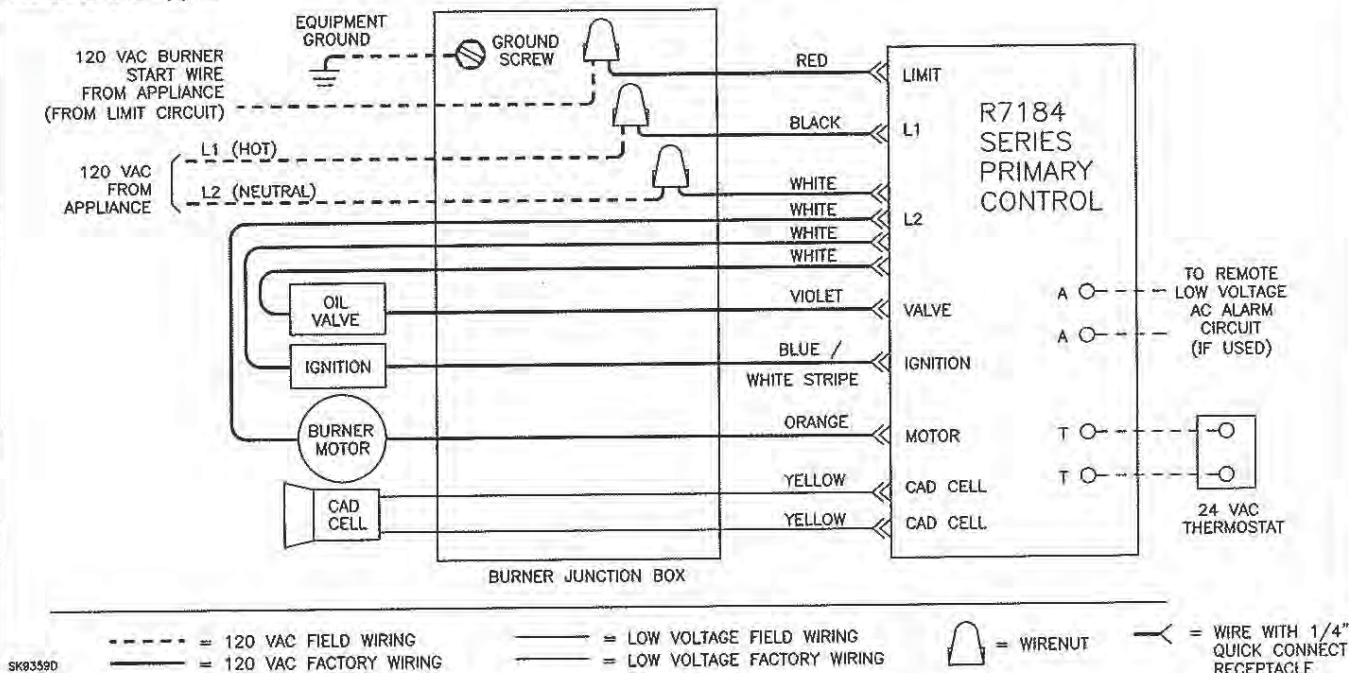 EQUIPMENT
GROUND
GROUND
SCREW
120 VAC BURNER
START WIRE
FROM APPLIANCE
(FROM LIMIT CIRCUIT)
L1 (HOT)
120 VAC
FROM
APPLIANCE
L2 (NEUTRAL)
RED
LIMIT
BLACK
L1
R7184
SERIES
PRIMARY
CONTROL
WHITE
WHITE
L2
WHITE
WHITE
OIL
VALVE
VIOLET
VALVE
IGNITION
BLUE /
WHITE STRIPE
IGNITION
BURNER
MOTOR
ORANGE
MOTOR
CAD
CELL
YELLOW
CAD CELL
YELLOW
CAD CELL
A
A
TO REMOTE
LOW VOLTAGE
AC ALARM
CIRCUIT
(IF USED)
T
T
24 VAC
THERMOSTAT
BURNER JUNCTION BOX
= 120 VAC FIELD WIRING
= 120 VAC FACTORY WIRING
= LOW VOLTAGE FIELD WIRING
= LOW VOLTAGE FACTORY WIRING
= WIRENUT
= WIRE WITH 1/4"
QUICK CONNECT
RECEPTACLE
SK9359D